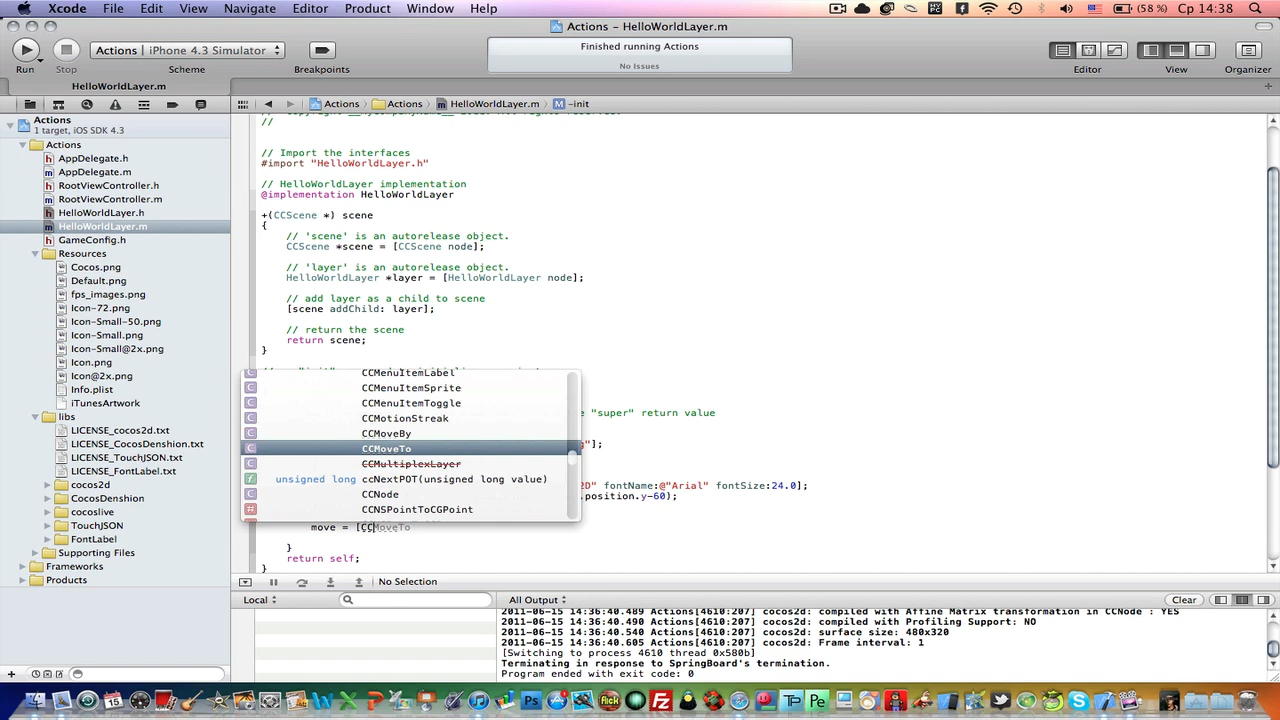 Xcode File Edit View Navigate Editor Product Window Help (58 %) Ср 14:38
Actions - HelloWorldLayer.m
Actions | iPhone 4.3 Simulator
Finished running Actions
No Issues
Run Stop Scheme Breakpoints Editor View Organizer
HelloWorldLayer.m
Actions Actions HelloWorldLayer.m -init
Actions
1 target, iOS SDK 4.3
Actions
AppDelegate.h
AppDelegate.m
RootViewController.h
RootViewController.m
HelloWorldLayer.h
HelloWorldLayer.m
GameConfig.h
Resources
Cocos.png
Default.png
fps_images.png
Icon-72.png
Icon-Small-50.png
Icon-Small.png
Icon-Small@2x.png
Icon.png
Icon@2x.png
Info.plist
iTunesArtwork
libs
LICENSE_cocos2d.txt
LICENSE_CocosDenshion.txt
LICENSE_TouchJSON.txt
LICENSE_FontLabel.txt
cocos2d
CocosDenshion
cocoslive
TouchJSON
FontLabel
Supporting Files
Frameworks
Products
//
// Import the interfaces
#import "HelloWorldLayer.h"
// HelloWorldLayer implementation
@implementation HelloWorldLayer
+(CCScene *) scene
{
// 'scene' is an autorelease object.
CCScene *scene = [CCScene node];
// 'layer' is an autorelease object.
HelloWorldLayer *layer = [HelloWorldLayer node];
// add layer as a child to scene
[scene addChild: layer];
// return the scene
return scene;
}
CCMenuItemLabel
CCMenuItemSprite
CCMenuItemToggle
"super" return value
CCMotionStreak
CCMoveBy
"];
CCMoveTo
CCMultiplexLayer
unsigned long ccNextPOT(unsigned long value)
2D" fontName:@"Arial" fontSize:24.0];
CCNode
.position.y-60);
CCNSPointToCGPoint
move = [CCMoveTo
}
return self;
}
No Selection
Local
All Output
Clear
2011-06-15 14:36:40.489 Actions[4610:207] cocos2d: compiled with Affine Matrix transformation in CCNode : YES
2011-06-15 14:36:40.490 Actions[4610:207] cocos2d: compiled with Profiling Support: NO
2011-06-15 14:36:40.540 Actions[4610:207] cocos2d: surface size: 480x320
2011-06-15 14:36:40.605 Actions[4610:207] cocos2d: Frame interval: 1
[Switching to process 4610 thread 0x580b]
Terminating in response to SpringBoard's termination.
Program ended with exit code: 0